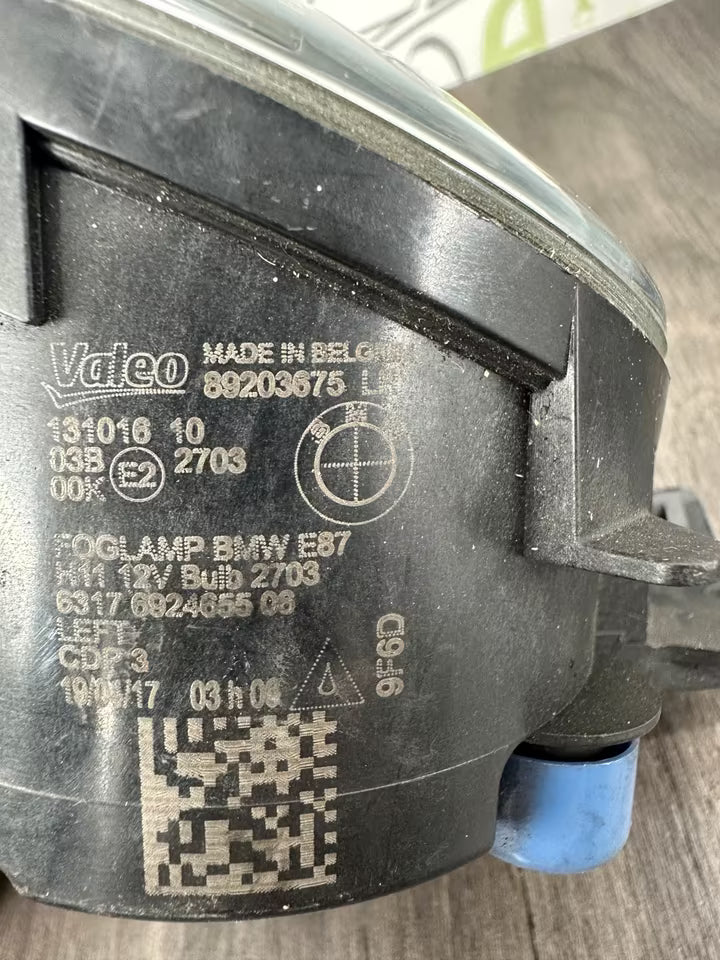 Valeo MADE IN BELGIUM
89203675
131016 10
03B E2 2703
00K
FOGLAMP BMW E87
H11 12V Bulb 2703
6317 6924655 08
LEFT
CDP 3
03 h 08
9F6D